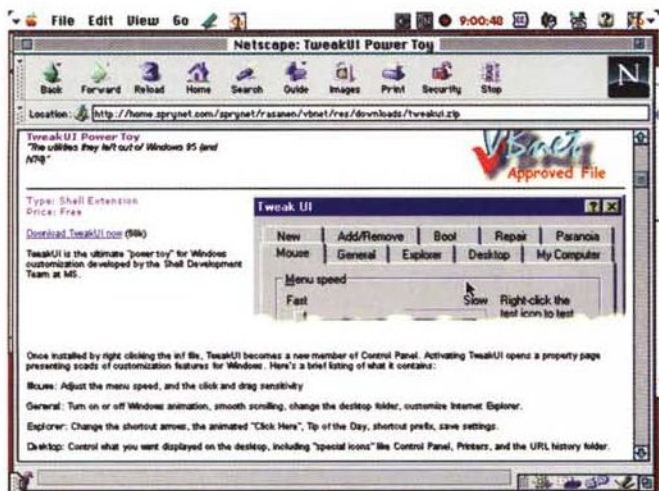 File Edit View Go 9:00:48
Netscape: TweakUI Power Toy
Back Forward Reload Home Search Guide Images Print Security Stop
N
Location: http://home.sprynet.com/sprynet/rasanen/vbnet/res/downloads/tweakui.zip
TweakUI Power Toy
"The utilities they left out of Windows 95 (and NT4)"
VBnet
Approved File
Type: Shell Extension
Price: Free
Download TweakUI now (58k)
TweakUI is the ultimate "power toy" for Windows
customization developed by the Shell Development
Team at MS.
Tweak UI
New Add/Remove Boot Repair Paranoia
Mouse General Explorer Desktop My Computer
Menu speed
Fast Slow Right-click the
test icon to test
Once installed by right clicking the inf file, TweakUI becomes a new member of Control Panel. Activating TweakUI opens a property page
presenting scads of customization features for Windows. Here's a brief listing of what it contains:
Mouse: Adjust the menu speed, and the click and drag sensitivity
General: Turn on or off Windows animation, smooth scrolling, change the desktop folder, customize Internet Explorer.
Explorer: Change the shortcut arrows, the animated "Click Here", Tip of the Day, shortcut prefix, save settings.
Desktop: Control what you want displayed on the desktop, including "special icons" like Control Panel, Printers, and the URL history folder.